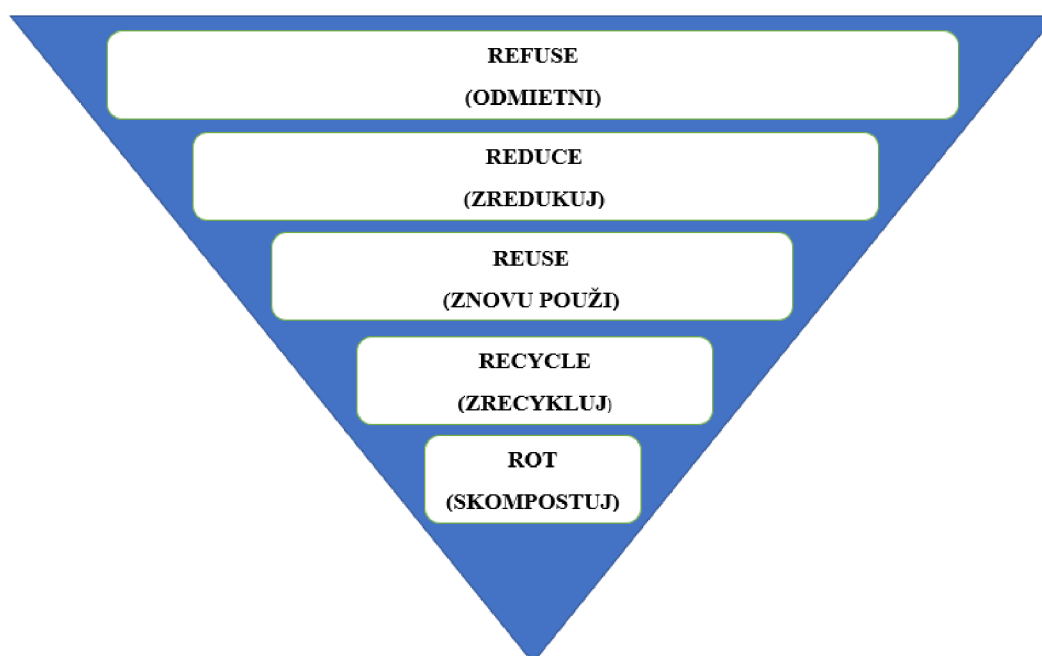 REFUSE
(ODMIETNI)
REDUCE
(ZREDUKUJ)
REUSE
(ZNOVU POUŽI)
RECYCLE
(ZRECYKLUJ)
ROT
(SKOMPOSTUJ)